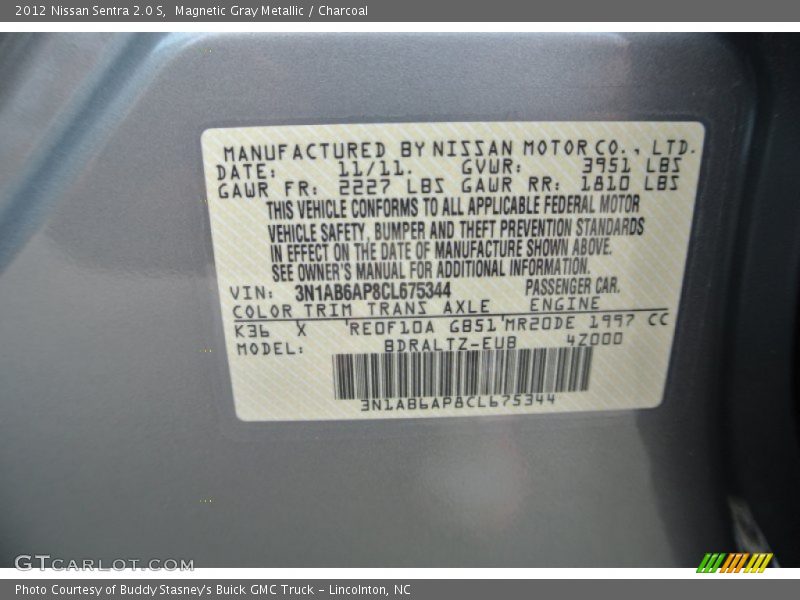 2012 Nissan Sentra 2.0 S,  Magnetic Gray Metallic / Charcoal
MANUFACTURED BY NISSAN MOTOR CO., LTD.
DATE: 11/11. GVWR: 3951 LBS
GAWR FR: 2227 LBS GAWR RR: 1810 LBS
THIS VEHICLE CONFORMS TO ALL APPLICABLE FEDERAL MOTOR
VEHICLE SAFETY, BUMPER AND THEFT PREVENTION STANDARDS
IN EFFECT ON THE DATE OF MANUFACTURE SHOWN ABOVE.
SEE OWNER'S MANUAL FOR ADDITIONAL INFORMATION.
VIN: 3N1AB6AP8CL675344 PASSENGER CAR.
COLOR TRIM TRANS AXLE ENGINE
K36 X 'RE0F10A GB51'MR20DE 1997 CC
MODEL: BDRALTZ-EUB 4Z000
3N1AB6AP8CL675344
GTCARLOT.COM
Photo Courtesy of Buddy Stasney's Buick GMC Truck - Lincolnton, NC